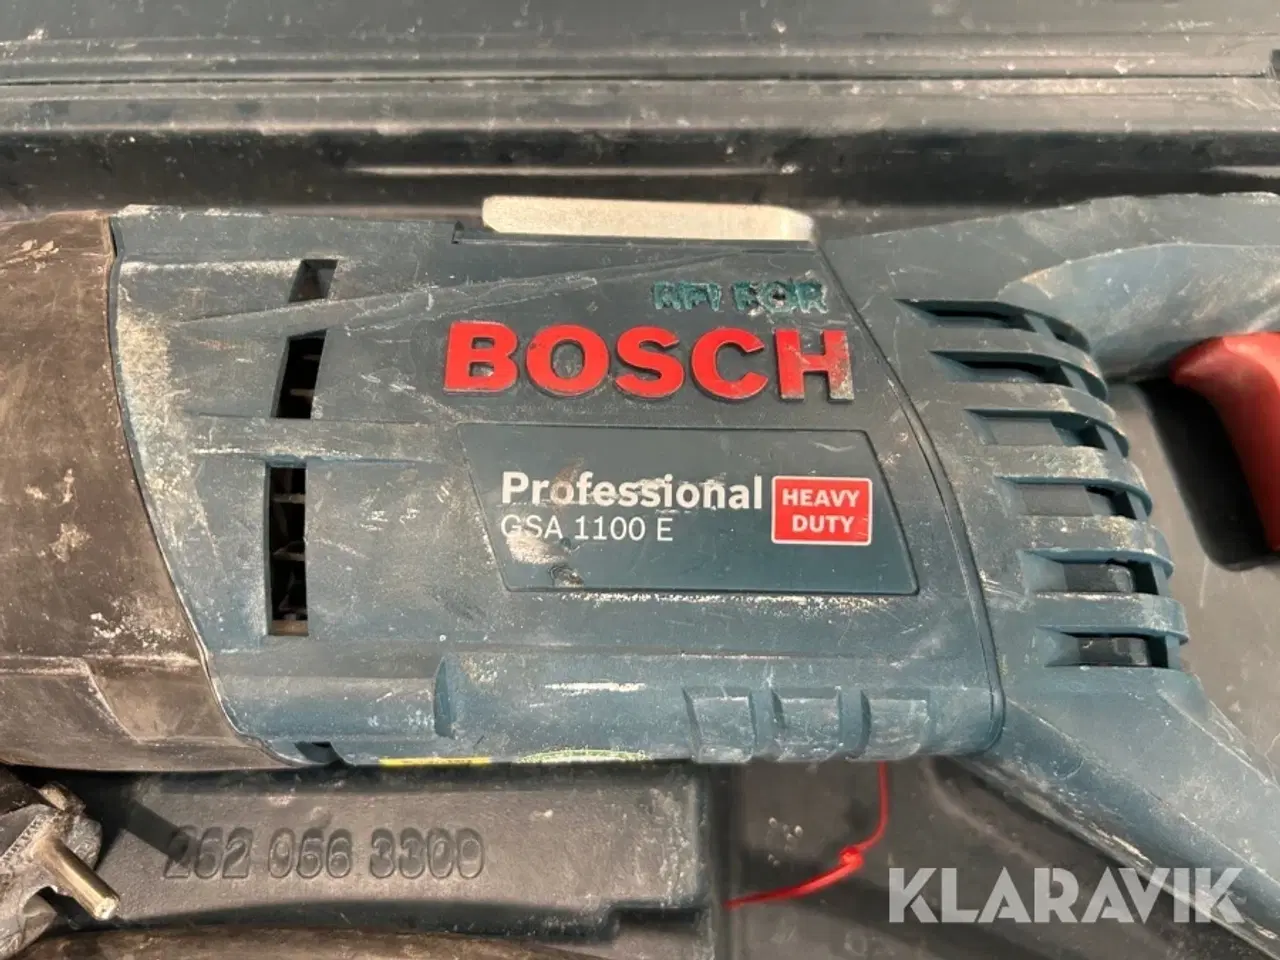 BOSCH
Professional
GSA 1100 E
HEAVY
DUTY
262 056 3300
KLARAVIK